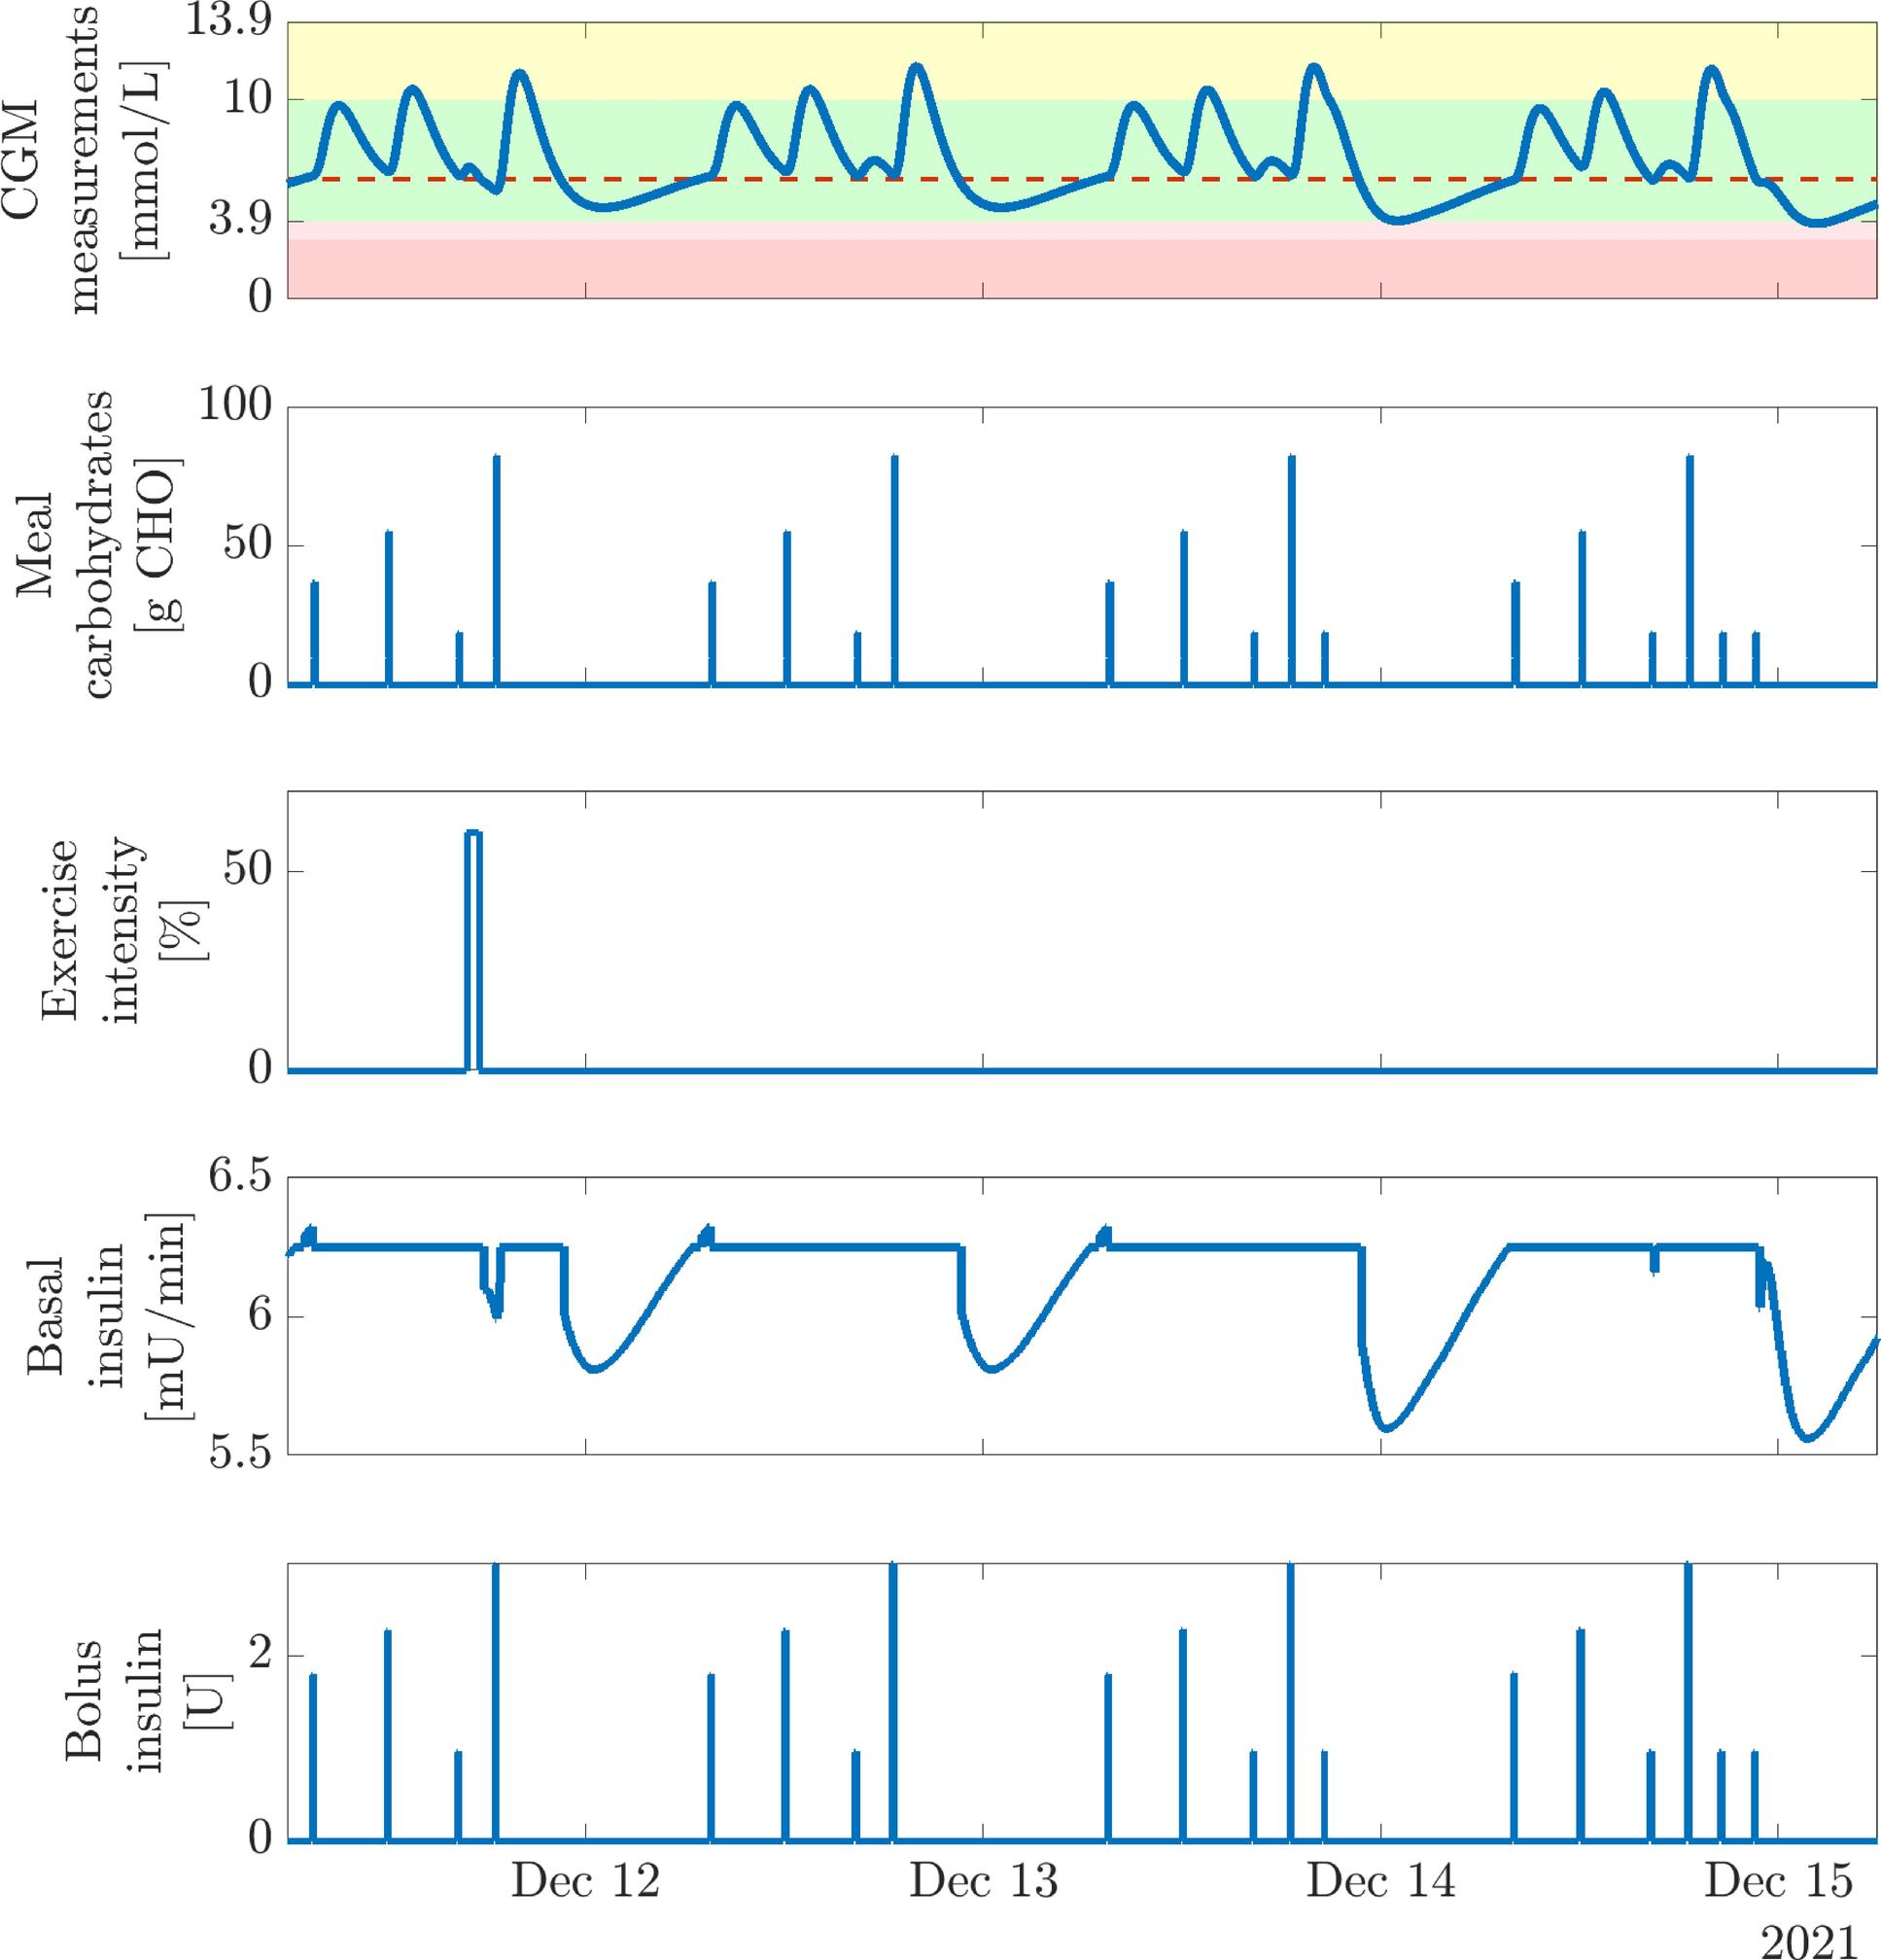 CGM
measurements
[mmol/L]
13.9
10
3.9
0
Meal
carbohydrates
[g CHO]
100
50
0
Exercise
intensity
[%]
50
0
Basal
insulin
[mU/min]
6.5
6
5.5
Bolus
insulin
[U]
2
0
Dec 12 Dec 13 Dec 14 Dec 15
2021